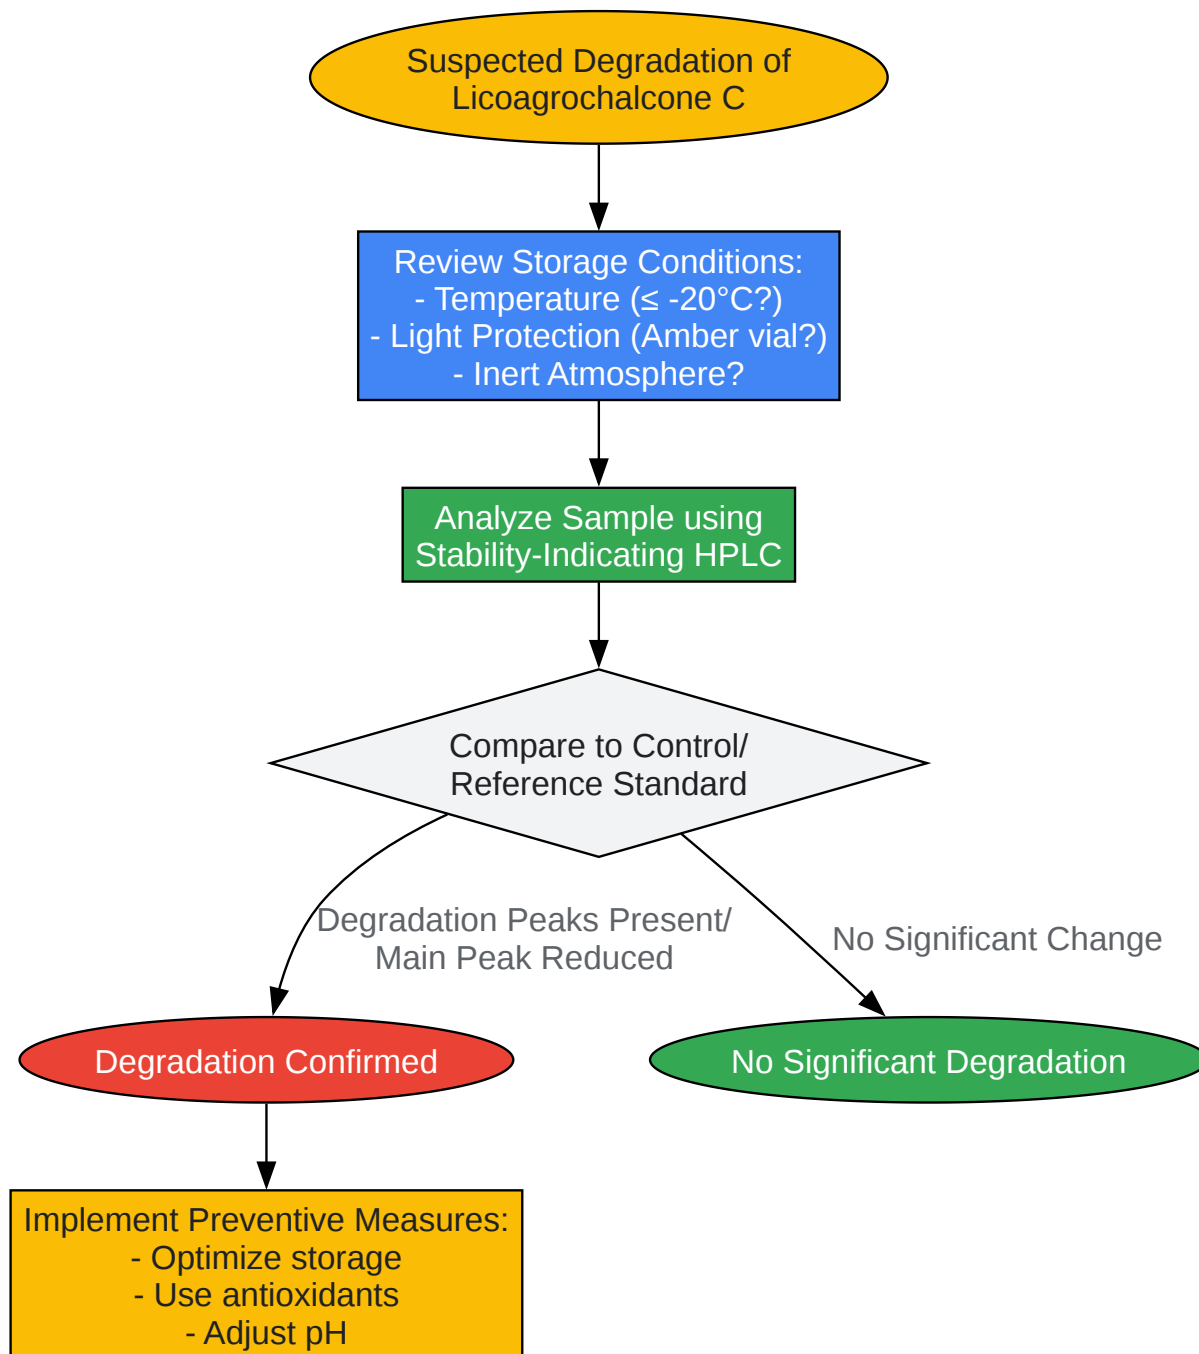 Suspected Degradation of
Licoagrochalcone C
Review Storage Conditions:
- Temperature (≤ -20°C?)
- Light Protection (Amber vial?)
- Inert Atmosphere?
Analyze Sample using
Stability-Indicating HPLC
Compare to Control/
Reference Standard
Degradation Peaks Present/
Main Peak Reduced
No Significant Change
Degradation Confirmed
No Significant Degradation
Implement Preventive Measures:
- Optimize storage
- Use antioxidants
- Adjust pH